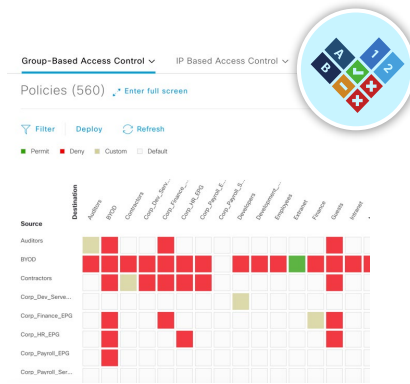 Group-Based Access Control
IP Based Access Control
A
B
1
2
Policies (560)
Enter full screen
Filter
Deploy
Refresh
Permit
Deny
Custom
Default
Destination
Auditors
BYOD
Contractors
Corp_Dev_Serv...
Corp_Finance_...
Corp_HR_EPG
Corp_Payroll_E...
Corp_Payroll_S...
Developers
Development_...
Employees
Extranet
Finance
Guests
Intranet
Source
Auditors
BYOD
Contractors
Corp_Dev_Serve...
Corp_Finance_EPG
Corp_HR_EPG
Corp_Payroll_EPG
Corp_Payroll_Ser...